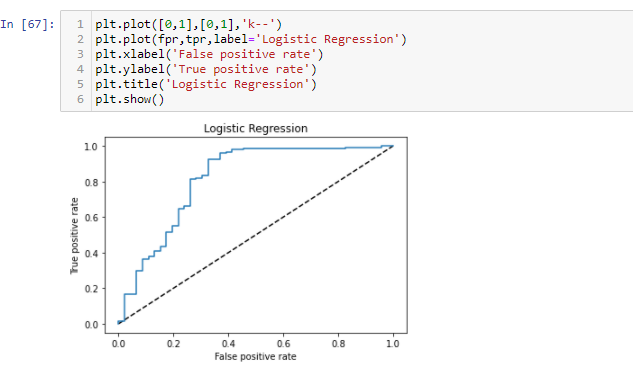 In [67]:
1 plt.plot([0,1],[0,1],'k--')
2 plt.plot(fpr,tpr,label='Logistic Regression')
3 plt.xlabel('False positive rate')
4 plt.ylabel('True positive rate')
5 plt.title('Logistic Regression')
6 plt.show()
Logistic Regression
True positive rate
1.0
0.8
0.6
0.4
0.2
0.0
0.0 0.2 0.4 0.6 0.8 1.0
False positive rate